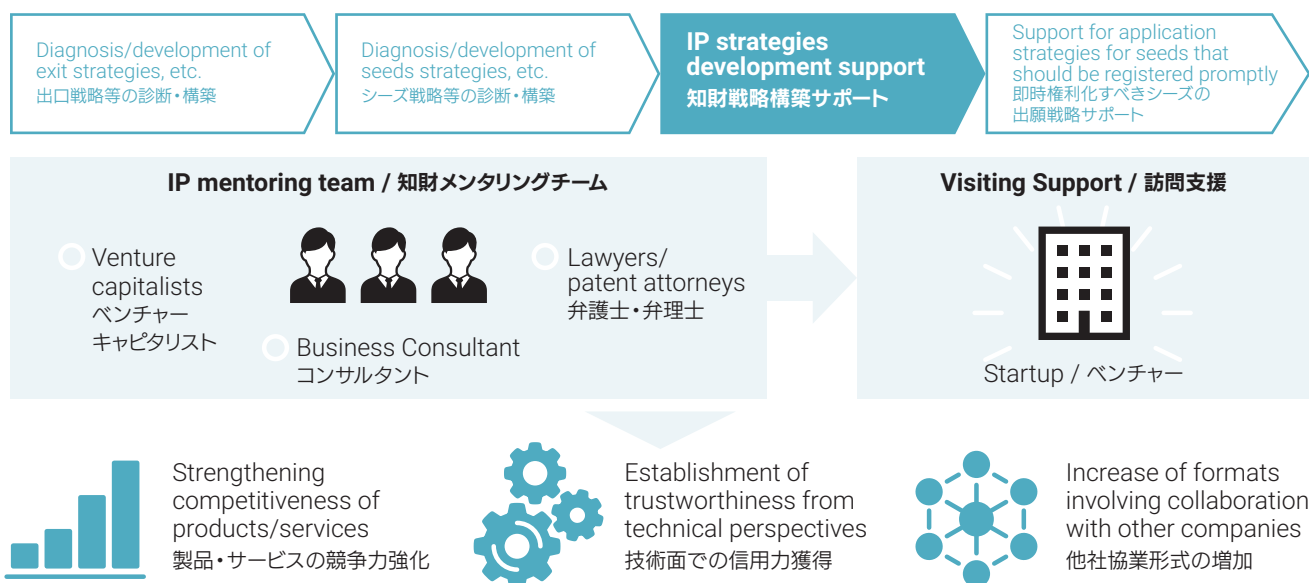 Diagnosis/development of
exit strategies, etc.
出口戦略等の診断・構築
Diagnosis/development of
seeds strategies, etc.
シーズ戦略等の診断・構築
IP strategies
development support
知財戦略構築サポート
Support for application
strategies for seeds that
should be registered promptly
即時権利化すべきシーズの
出願戦略サポート
IP mentoring team / 知財メンタリングチーム
Venture
capitalists
ベンチャー
キャピタリスト
Business Consultant
コンサルタント
Lawyers/
patent attorneys
弁護士・弁理士
Visiting Support / 訪問支援
Startup / ベンチャー
Strengthening
competitiveness of
products/services
製品・サービスの競争力強化
Establishment of
trustworthiness from
technical perspectives
技術面での信用力獲得
Increase of formats
involving collaboration
with other companies
他社協業形式の増加